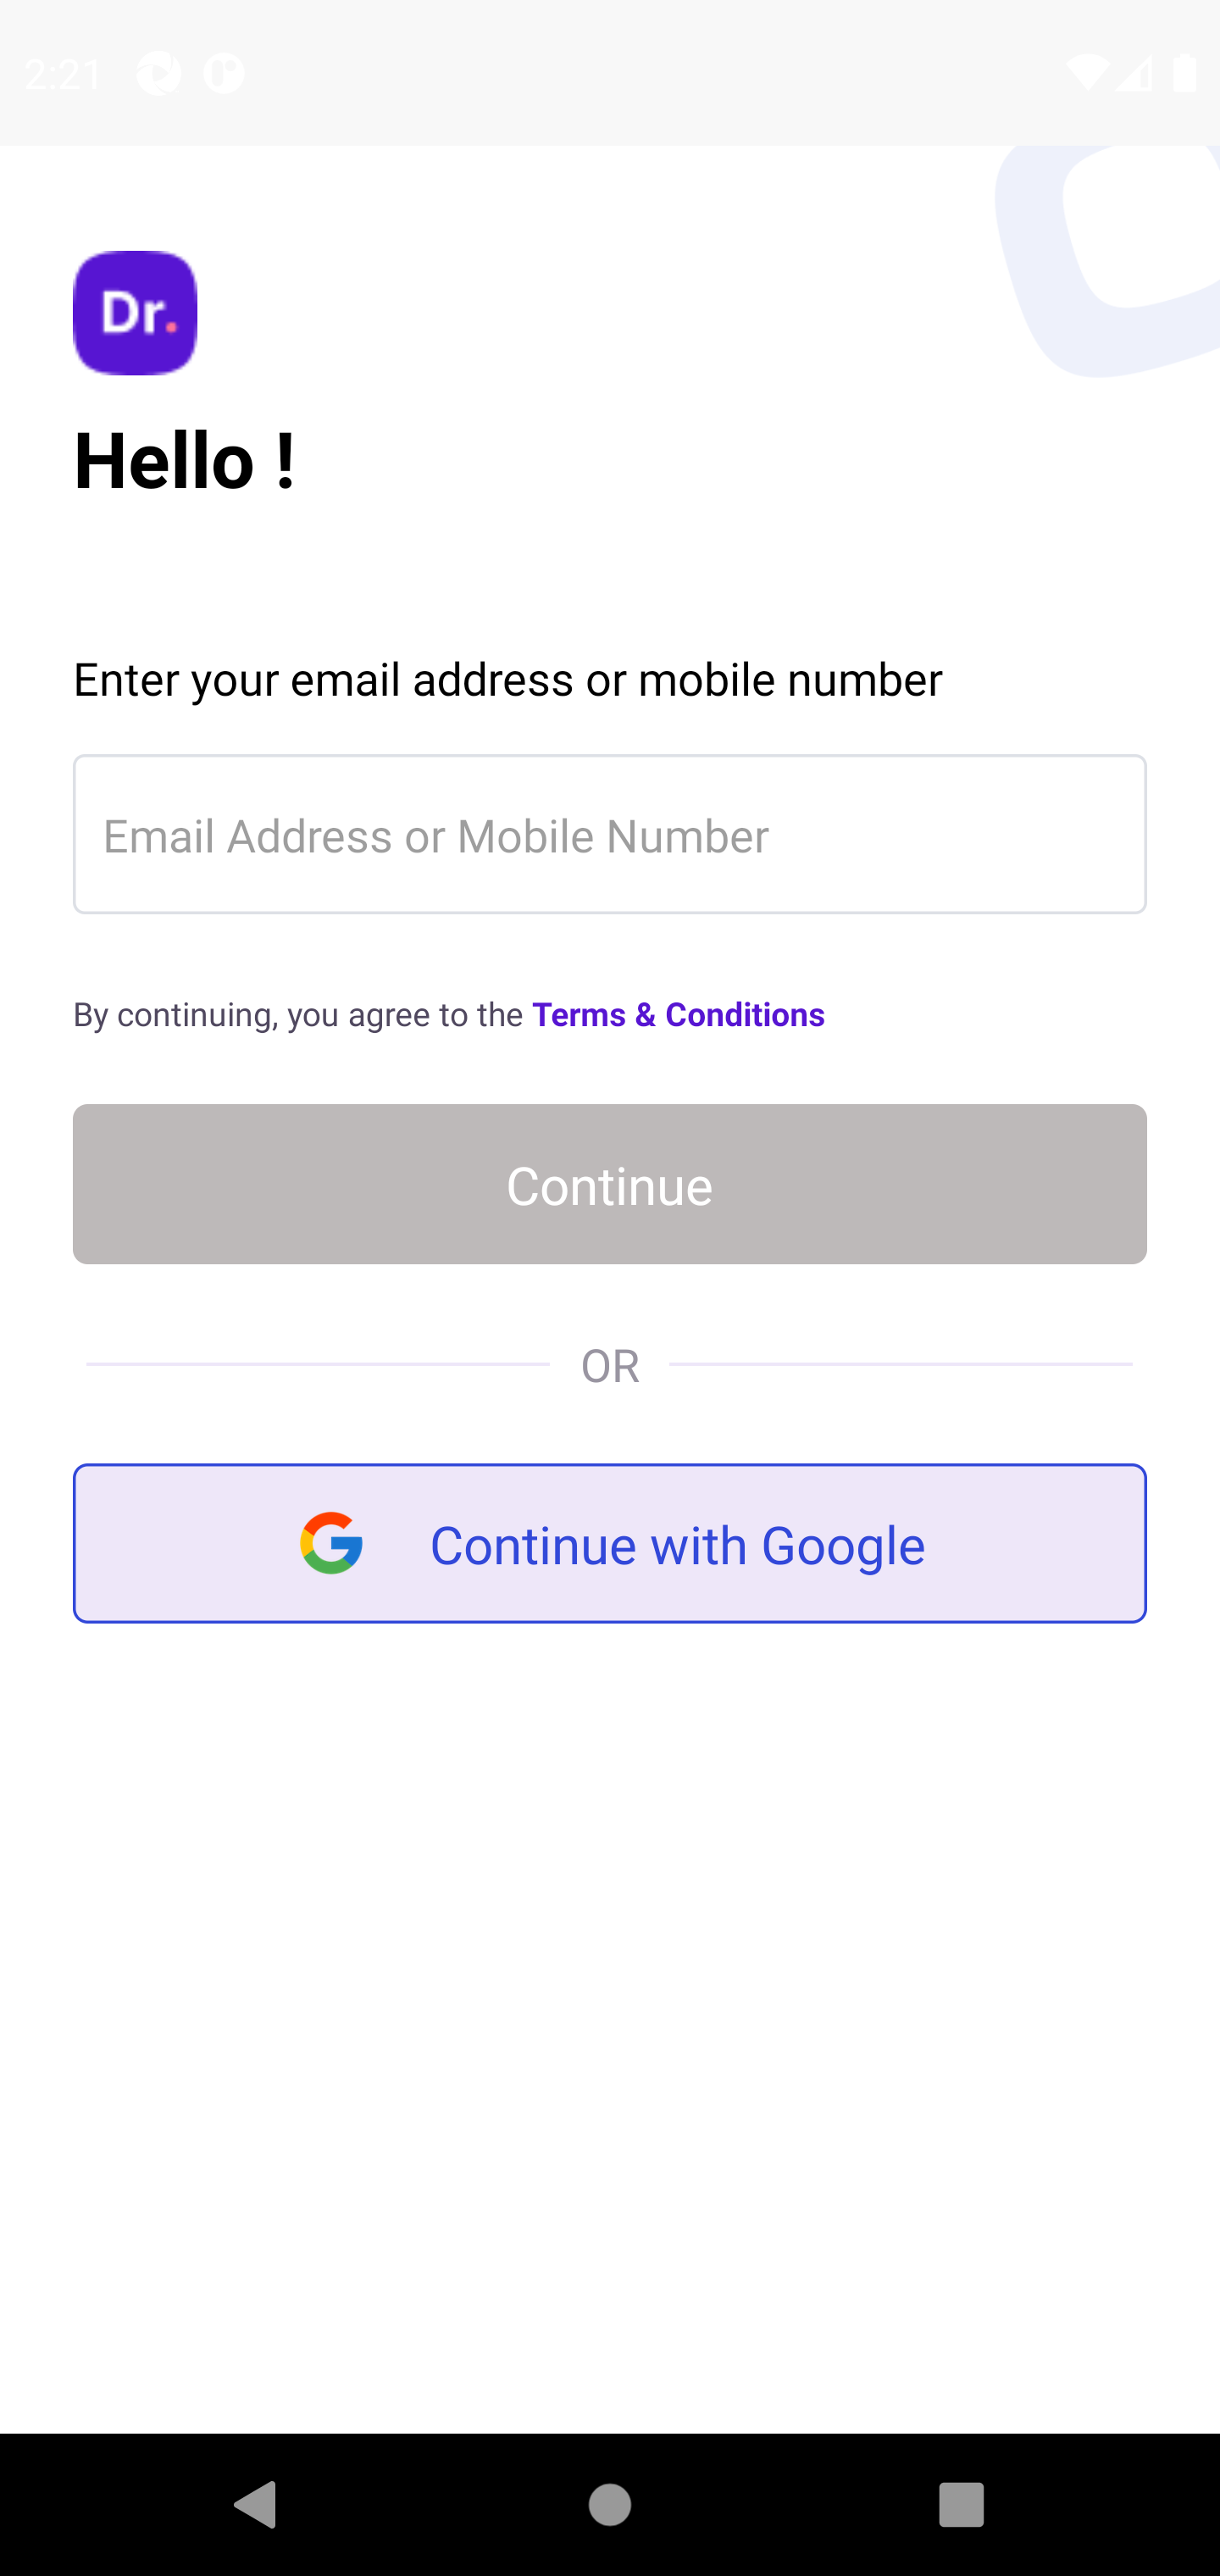 2:21
Dr.
Hello !
Enter your email address or mobile number
Email Address or Mobile Number
By continuing, you agree to the Terms & Conditions
Continue
OR
Continue with Google